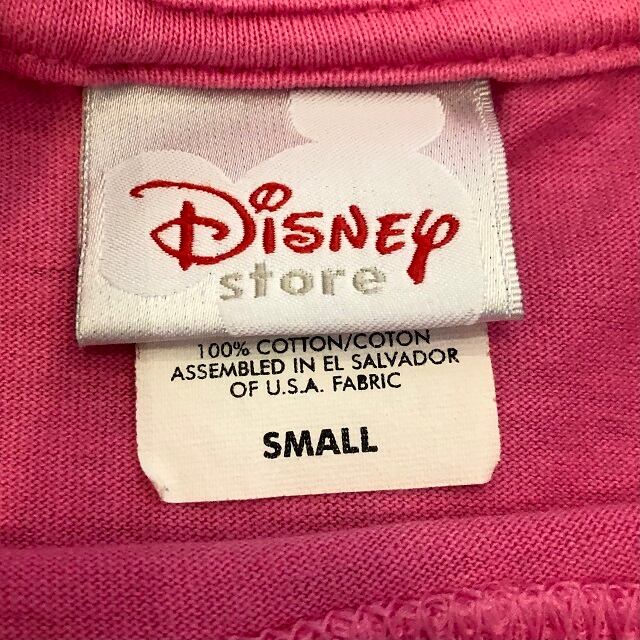 Disney
store
100% COTTON/COTON
ASSEMBLED IN EL SALVADOR
OF U.S.A. FABRIC
SMALL